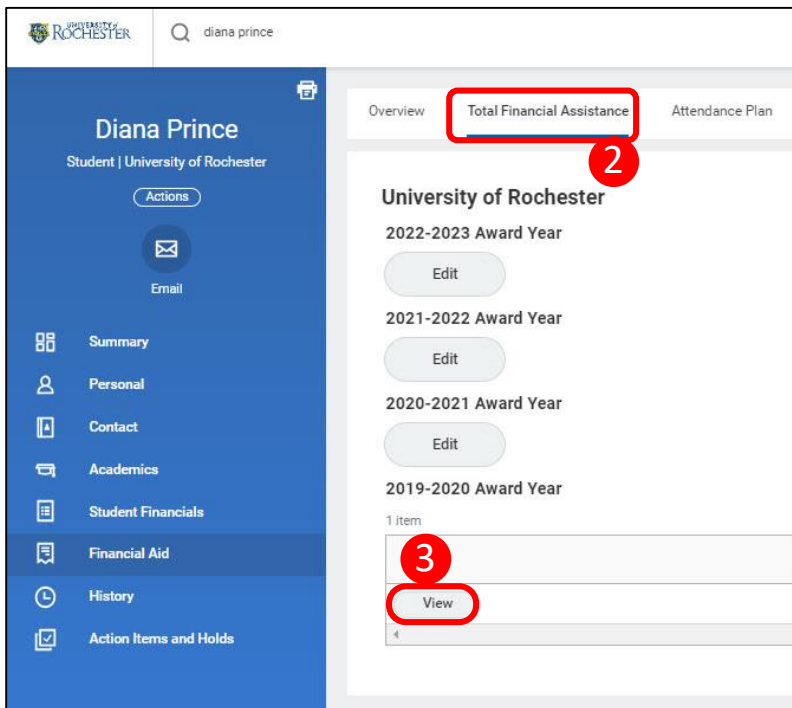 UNIVERSITY of
ROCHESTER
diana prince
Diana Prince
Student | University of Rochester
Actions
Email
Summary
Personal
Contact
Academics
Student Financials
Financial Aid
History
Action Items and Holds
Overview Total Financial Assistance Attendance Plan
2
University of Rochester
2022-2023 Award Year
Edit
2021-2022 Award Year
Edit
2020-2021 Award Year
Edit
2019-2020 Award Year
1 item
3
View